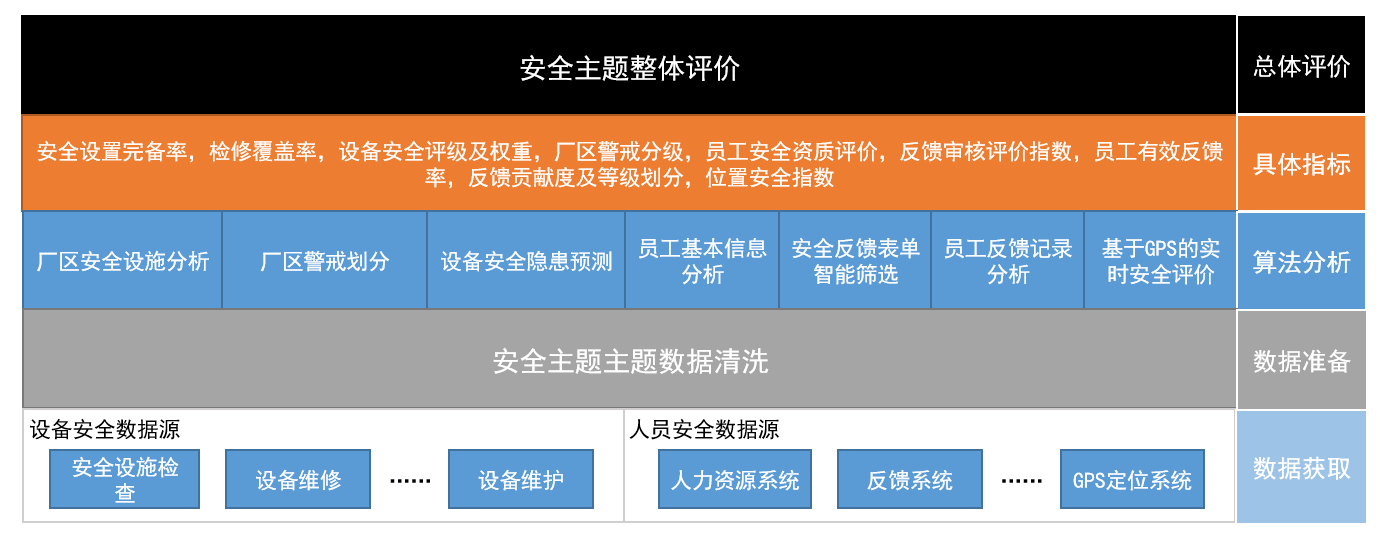 安全主题整体评价
总体评价
安全设置完备率，检修覆盖率，设备安全评级及权重，厂区警戒分级，员工安全资质评价，反馈审核评价指数，员工有效反馈
率，反馈贡献度及等级划分，位置安全指数
具体指标
厂区安全设施分析
厂区警戒划分
设备安全隐患预测
员工基本信息
分析
安全反馈表单
智能筛选
员工反馈记录
分析
基于GPS的实
时安全评价
算法分析
安全主题主题数据清洗
数据准备
设备安全数据源
安全设施检
查
设备维修
······
设备维护
人员安全数据源
人力资源系统
反馈系统
······
GPS定位系统
数据获取